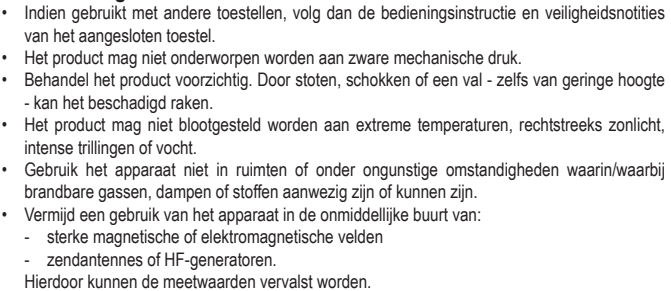 • Indien gebruikt met andere toestellen, volg dan de bedieningsinstructie en veiligheidsnotities
van het aangesloten toestel.
• Het product mag niet onderworpen worden aan zware mechanische druk.
• Behandel het product voorzichtig. Door stoten, schokken of een val - zelfs van geringe hoogte
- kan het beschadigd raken.
• Het product mag niet blootgesteld worden aan extreme temperaturen, rechtstreeks zonlicht,
intense trillingen of vocht.
• Gebruik het apparaat niet in ruimten of onder ongunstige omstandigheden waarin/waarbij
brandbare gassen, dampen of stoffen aanwezig zijn of kunnen zijn.
• Vermijd een gebruik van het apparaat in de onmiddellijke buurt van:
- sterke magnetische of elektromagnetische velden
- zendantennes of HF-generatoren.
Hierdoor kunnen de meetwaarden vervalst worden.